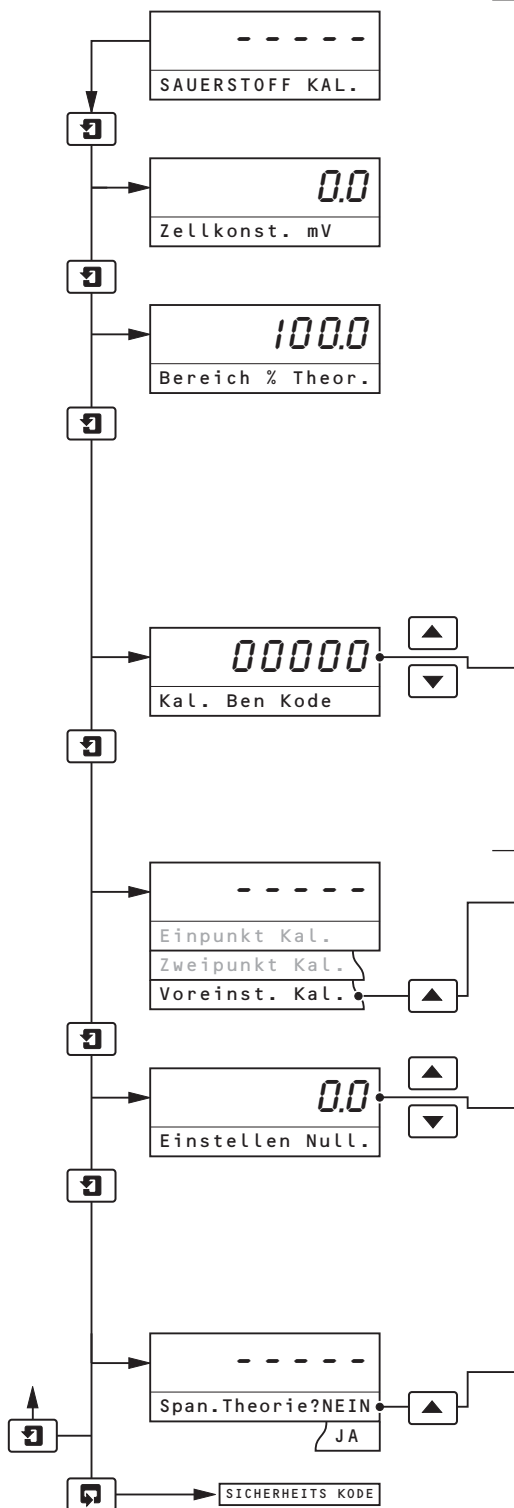 - - - - -
SAUERSTOFF KAL.
0.0
Zellkonst. mV
100.0
Bereich % Theor.
00000
Kal. Ben Kode
- - - - -
Einpunkt Kal.
Zweipunkt Kal.
Voreinst. Kal.
0.0
Einstellen Null.
- - - - -
Span.Theorie?NEIN
JA
SICHERHEITS KODE